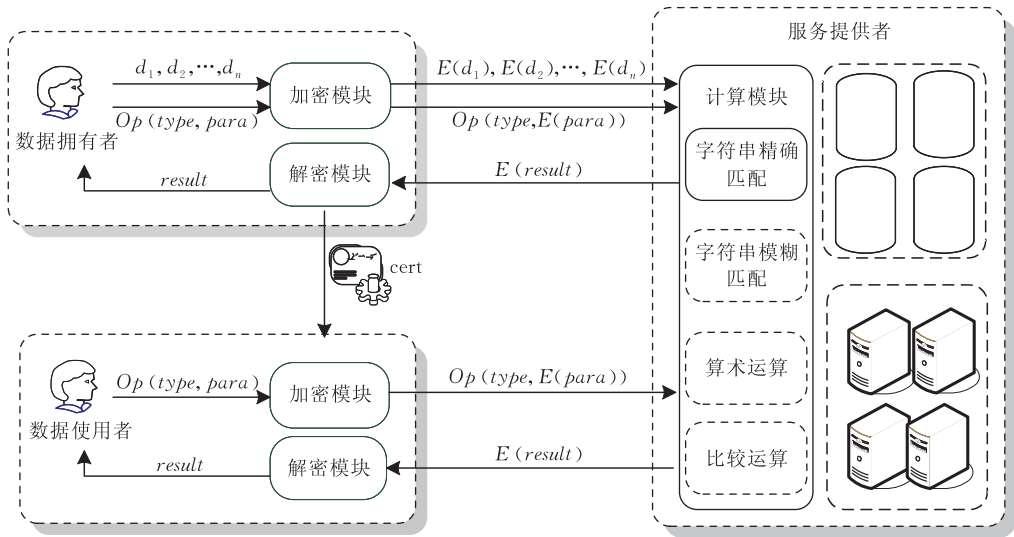 服务提供者
d₁, d₂, ⋯, dₙ
E(d₁), E(d₂), ⋯, E(dₙ)
加密模块
计算模块
Op (type, para)
Op (type, E(para))
数据拥有者
字符串精确
匹配
解密模块
result
E (result)
字符串模糊
匹配
cert
Op (type, para)
Op (type, E(para))
加密模块
算术运算
数据使用者
result
解密模块
E (result)
比较运算